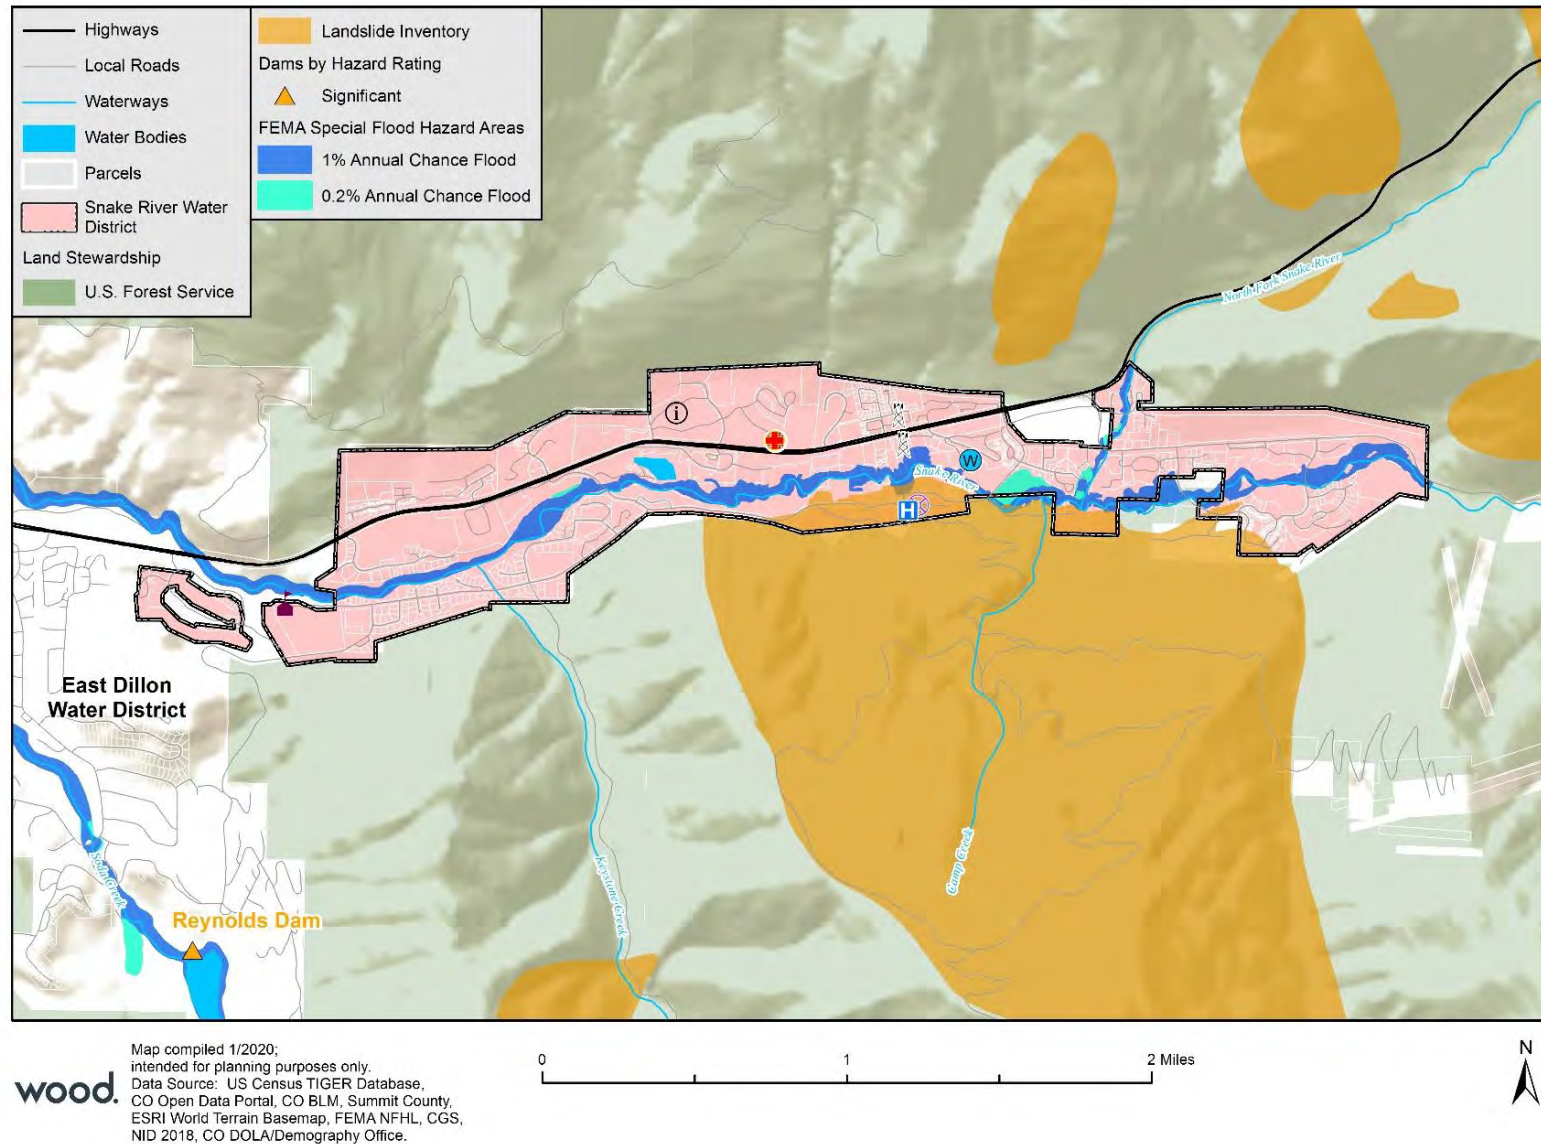 Highways
Local Roads
Waterways
Water Bodies
Parcels
Snake River Water
District
Land Stewardship
U.S. Forest Service
Landslide Inventory
Dams by Hazard Rating
Significant
FEMA Special Flood Hazard Areas
1% Annual Chance Flood
0.2% Annual Chance Flood
North Fork Snake River
i
W
Snake River
H
East Dillon
Water District
Soda Creek
Keystone Creek
Camp Creek
Reynolds Dam
wood.
Map compiled 1/2020;
intended for planning purposes only.
Data Source: US Census TIGER Database,
CO Open Data Portal, CO BLM, Summit County,
ESRI World Terrain Basemap, FEMA NFHL, CGS,
NID 2018, CO DOLA/Demography Office.
0 1 2 Miles
N